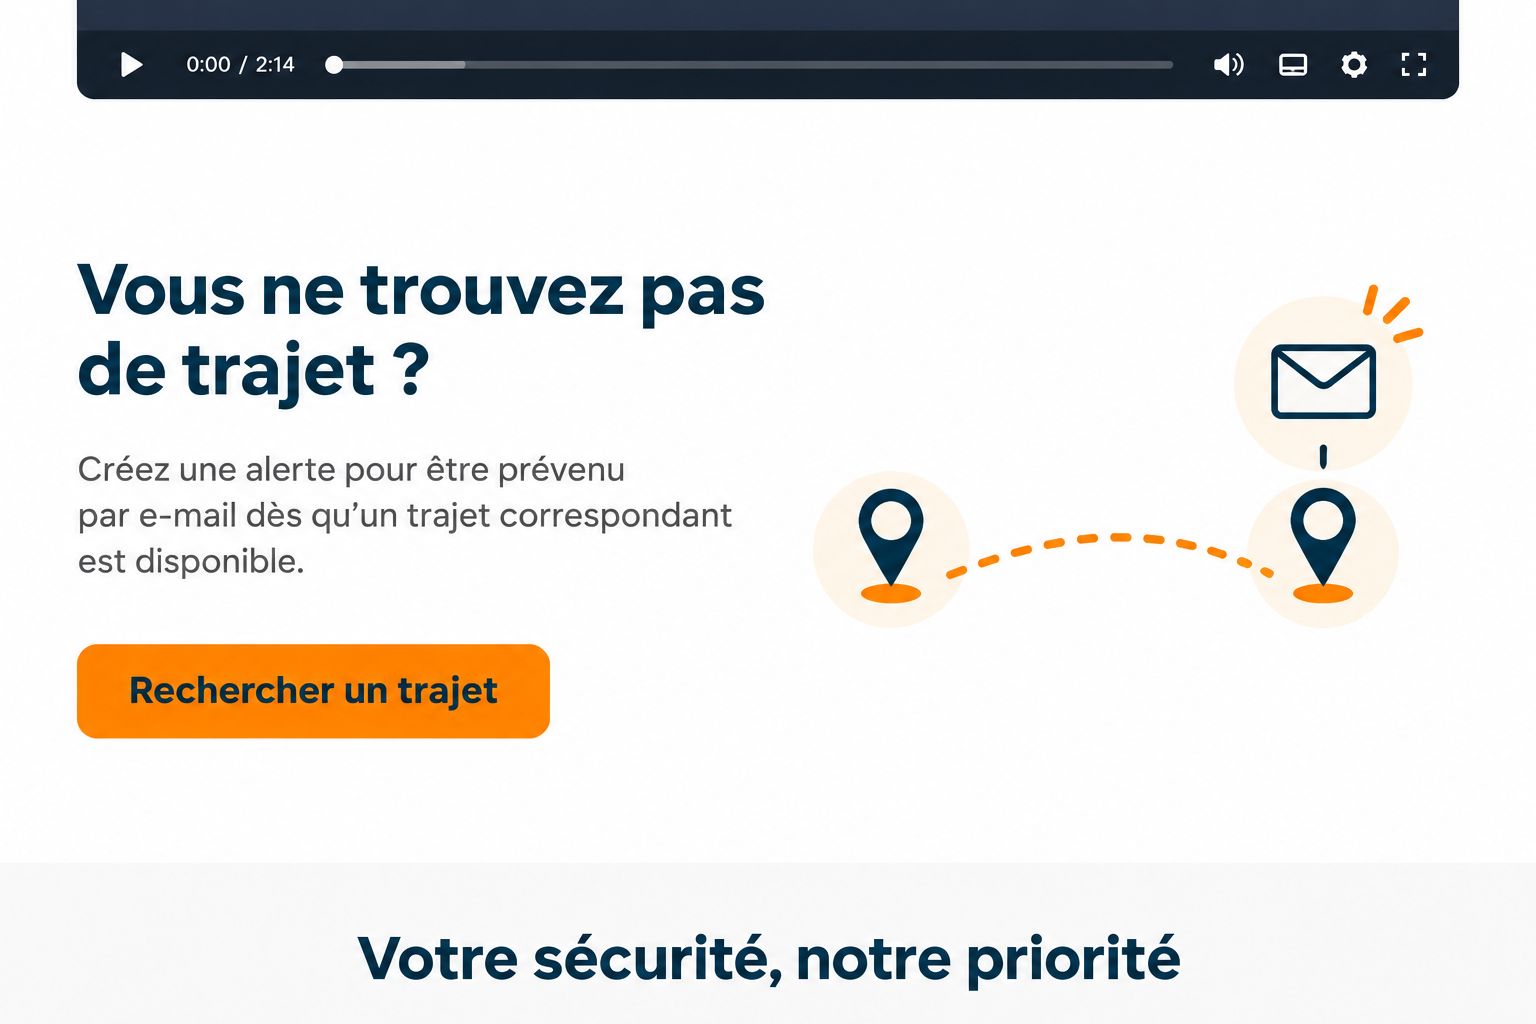 0:00 / 2:14
Vous ne trouvez pas
de trajet ?
Créez une alerte pour être prévenu
par e-mail dès qu’un trajet correspondant
est disponible.
Rechercher un trajet
Votre sécurité, notre priorité